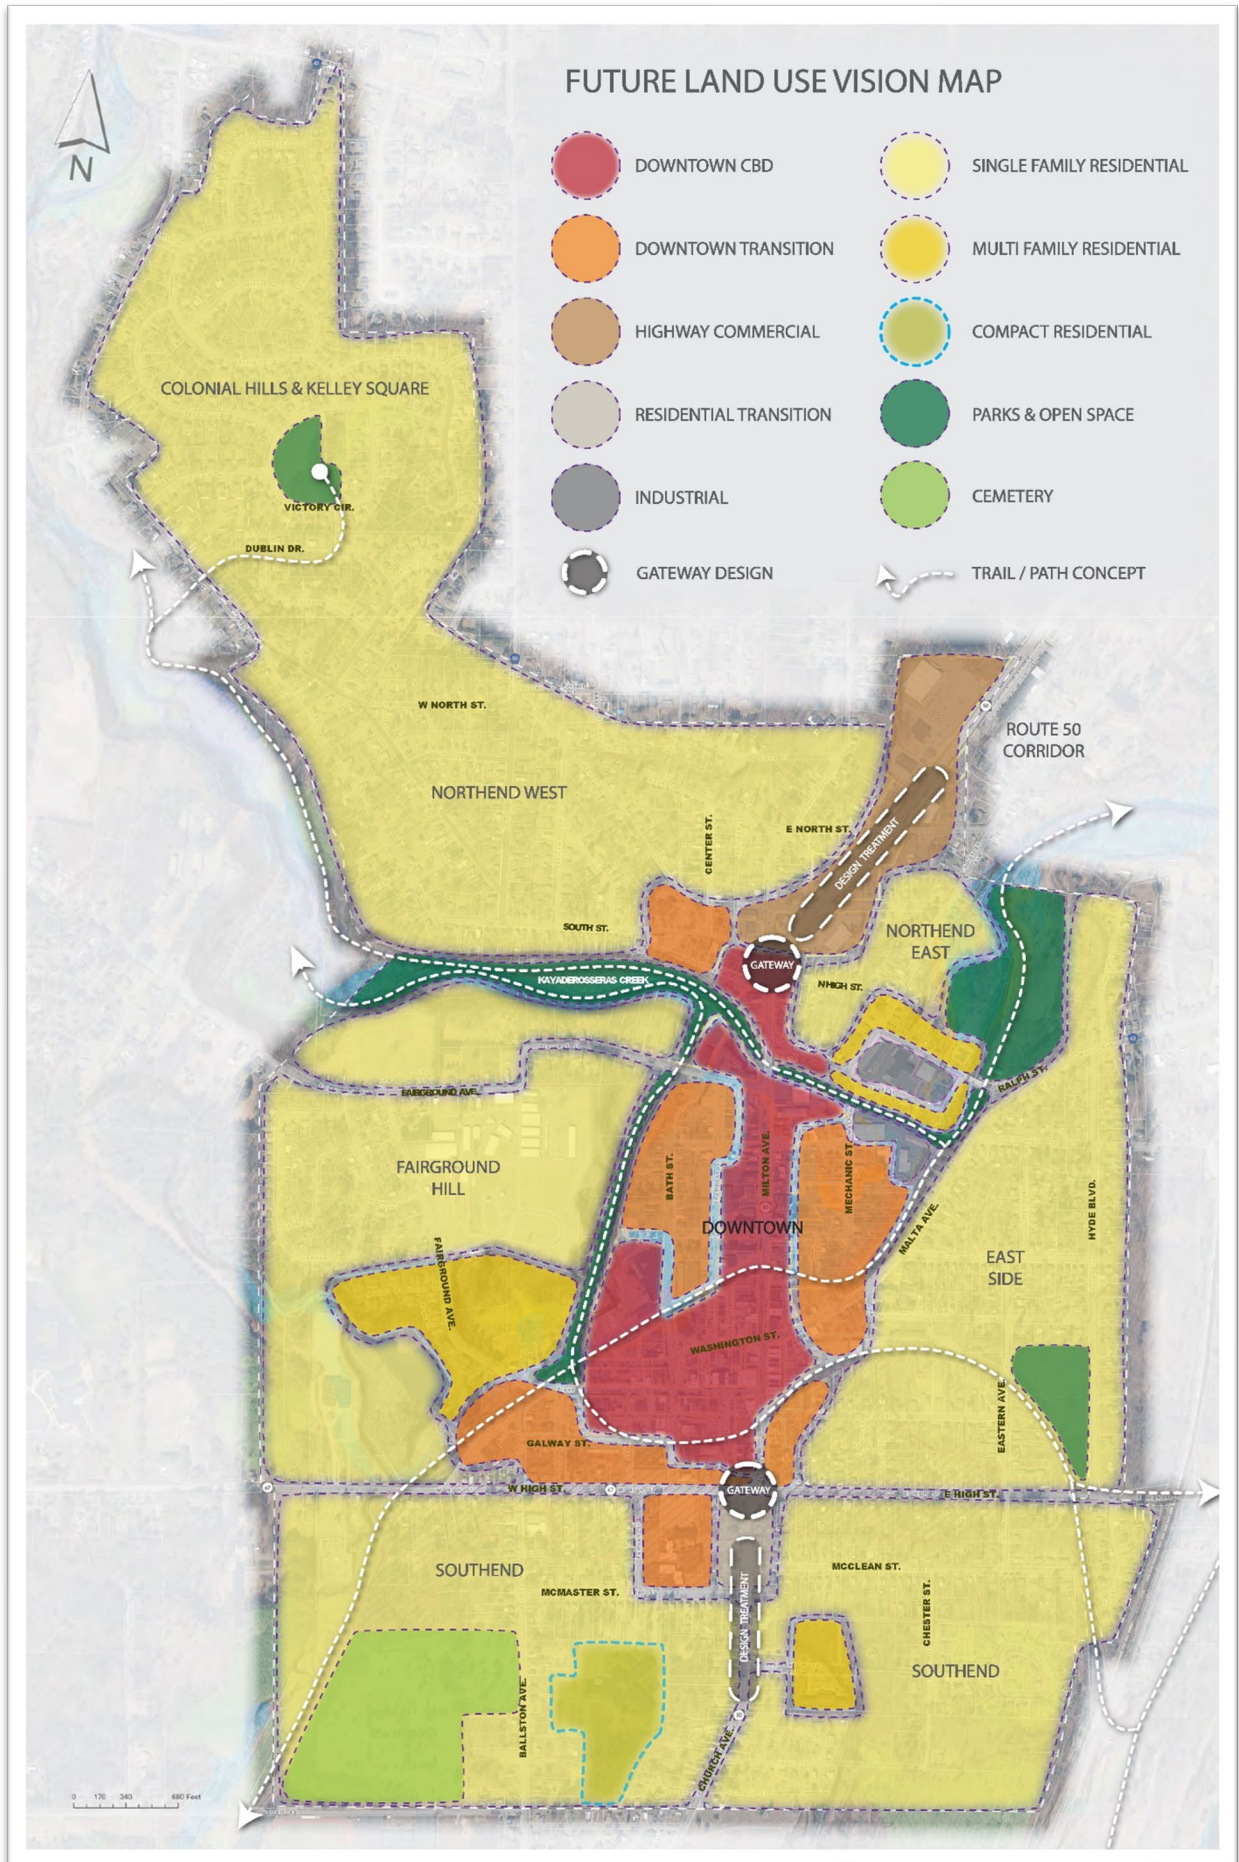 FUTURE LAND USE VISION MAP
DOWNTOWN CBD
SINGLE FAMILY RESIDENTIAL
DOWNTOWN TRANSITION
MULTI FAMILY RESIDENTIAL
HIGHWAY COMMERCIAL
COMPACT RESIDENTIAL
RESIDENTIAL TRANSITION
PARKS & OPEN SPACE
INDUSTRIAL
CEMETERY
GATEWAY DESIGN
TRAIL / PATH CONCEPT
N
COLONIAL HILLS & KELLEY SQUARE
VICTORY CIR.
DUBLIN DR.
W NORTH ST.
ROUTE 50
CORRIDOR
NORTHEND WEST
CENTER ST.
E NORTH ST.
DESIGN TREATMENT
SOUTH ST.
NORTHEND
EAST
GATEWAY
KAYADEROSSERAS CREEK
N HIGH ST.
RALPH ST.
FAIRGROUND AVE.
FAIRGROUND
HILL
BATH ST.
MILTON AVE.
MECHANIC ST.
HYDE BLVD.
DOWNTOWN
MALTA AVE.
EAST
SIDE
FAIRGROUND AVE.
WASHINGTON ST.
EASTERN AVE.
GALWAY ST.
W HIGH ST.
GATEWAY
E HIGH ST.
SOUTHEND
MCCLEAN ST.
MCMASTER ST.
DESIGN TREATMENT
CHESTER ST.
SOUTHEND
BALLSTON AVE.
CHURCH AVE.
0 170 340 680 Feet